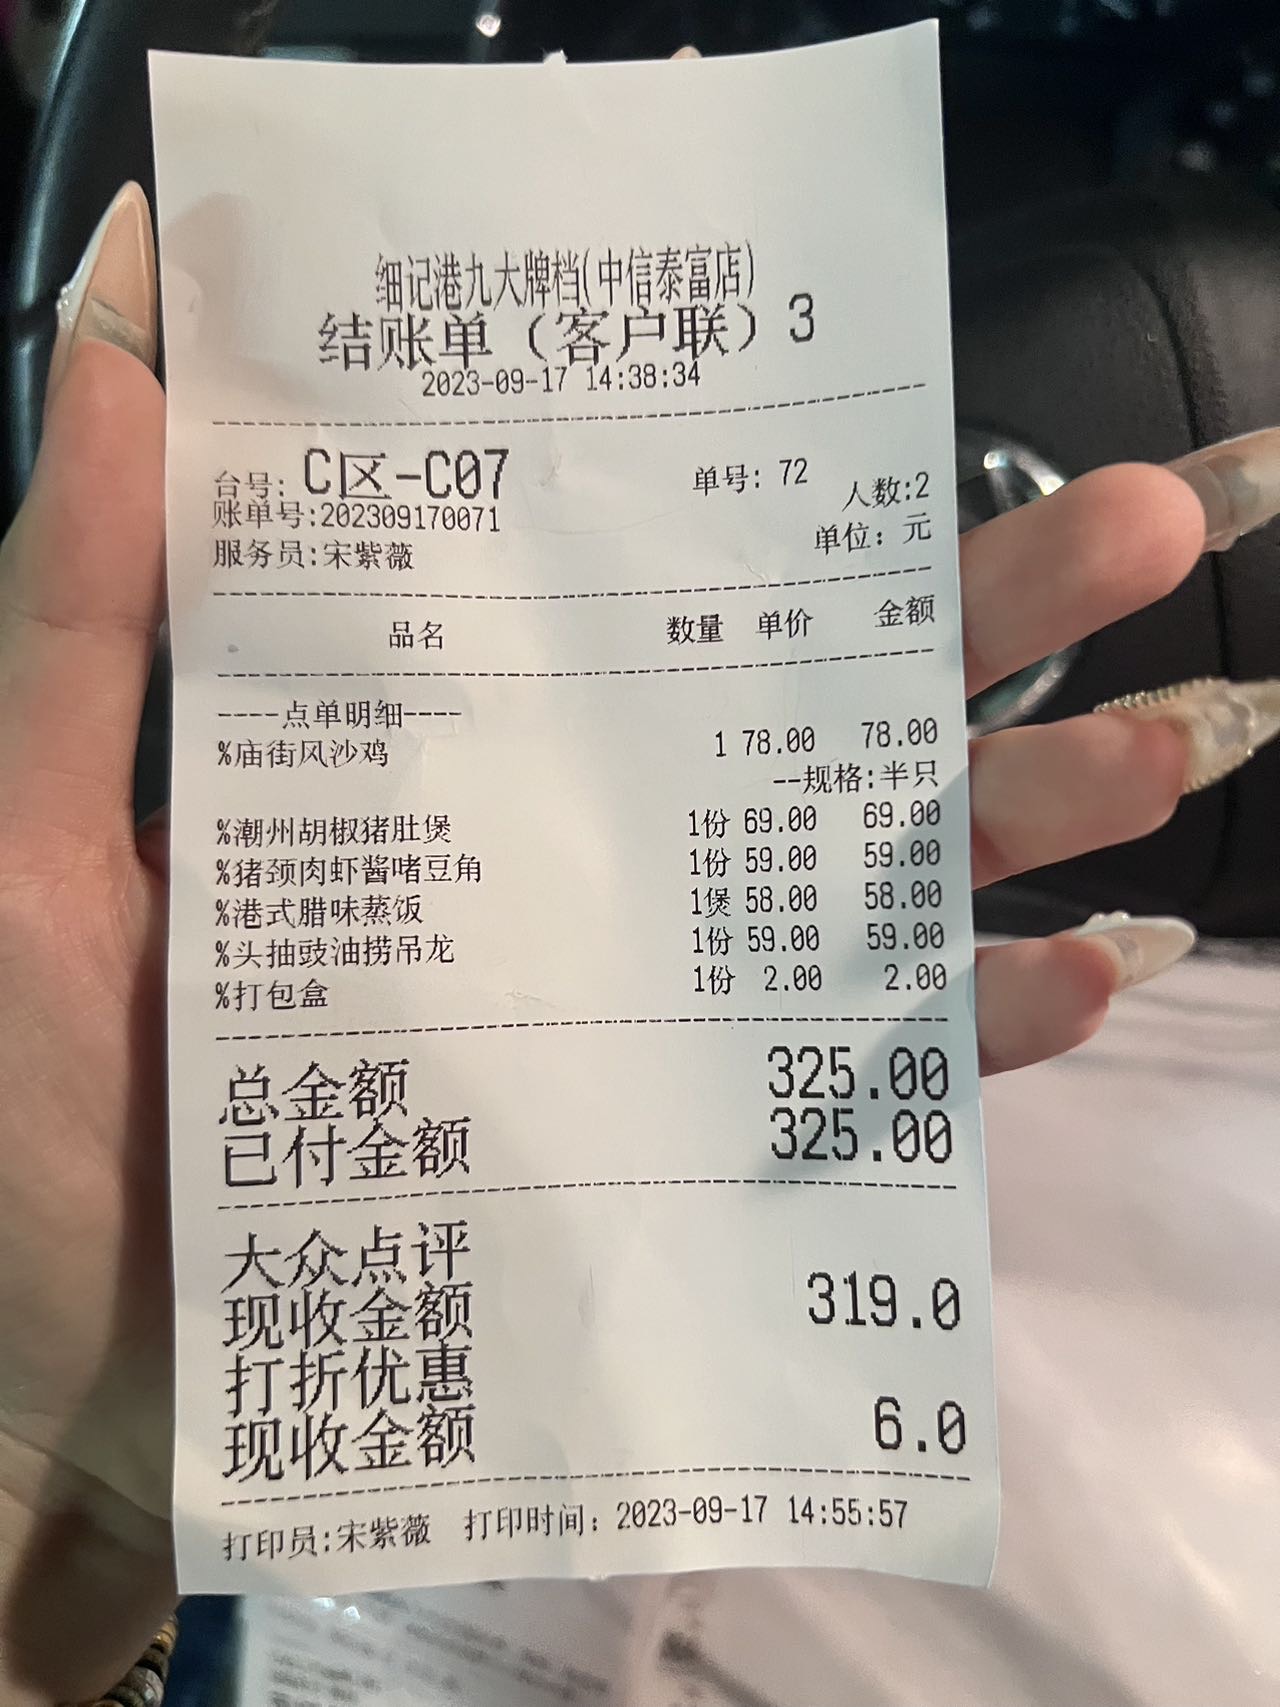 细记港九大牌档(中信泰富店)
结账单（客户联）3
2023-09-17 14:38:34
台号: C区-C07 单号: 72 人数:2
账单号:202309170071 单位: 元
服务员:宋紫薇
品名 数量 单价 金额
----点单明细----
%庙街风沙鸡 1 78.00 78.00
--规格:半只
%潮州胡椒猪肚煲 1份 69.00 69.00
%猪颈肉虾酱啫豆角 1份 59.00 59.00
%港式腊味蒸饭 1煲 58.00 58.00
%头抽豉油捞吊龙 1份 59.00 59.00
%打包盒 1份 2.00 2.00
总金额 325.00
已付金额 325.00
大众点评
现收金额 319.0
打折优惠
现收金额 6.0
打印员:宋紫薇 打印时间: 2023-09-17 14:55:57